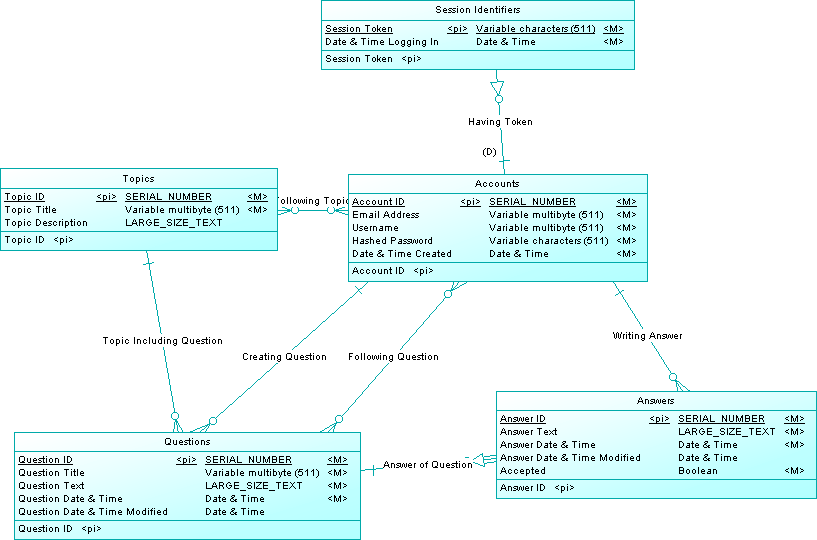 Session Identifiers
Session Token <pi> Variable characters (511) <M>
Date & Time Logging In Date & Time <M>
Session Token <pi>
Having Token
(D)
Topics
Topic ID <pi> SERIAL_NUMBER <M>
Topic Title Variable multibyte (511) <M>
Topic Description LARGE_SIZE_TEXT
Topic ID <pi>
Following Topic
Accounts
Account ID <pi> SERIAL_NUMBER <M>
Email Address Variable multibyte (511) <M>
Username Variable multibyte (511) <M>
Hashed Password Variable characters (511) <M>
Date & Time Created Date & Time <M>
Account ID <pi>
Topic Including Question
Creating Question
Following Question
Writing Answer
Questions
Question ID <pi> SERIAL_NUMBER <M>
Question Title Variable multibyte (511) <M>
Question Text LARGE_SIZE_TEXT <M>
Question Date & Time Date & Time <M>
Question Date & Time Modified Date & Time
Question ID <pi>
Answer of Question
Answers
Answer ID <pi> SERIAL_NUMBER <M>
Answer Text LARGE_SIZE_TEXT <M>
Answer Date & Time Date & Time <M>
Answer Date & Time Modified Date & Time
Accepted Boolean <M>
Answer ID <pi>